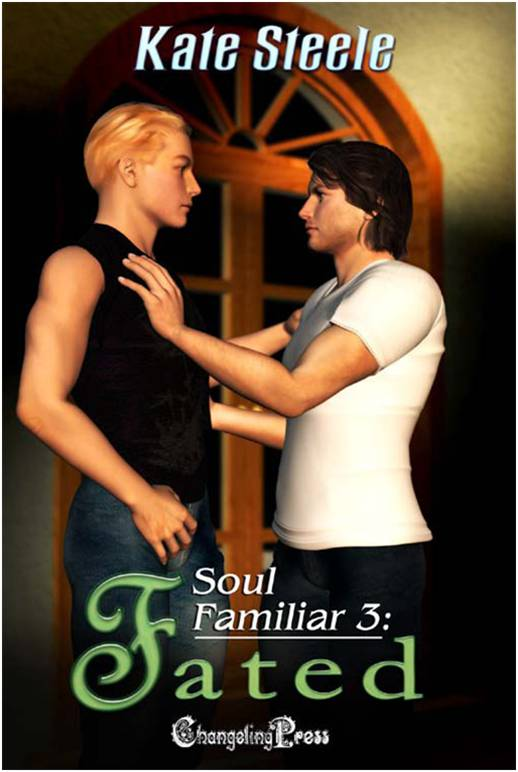 Kate Steele
Soul
Familiar 3:
Fated
Changeling Press